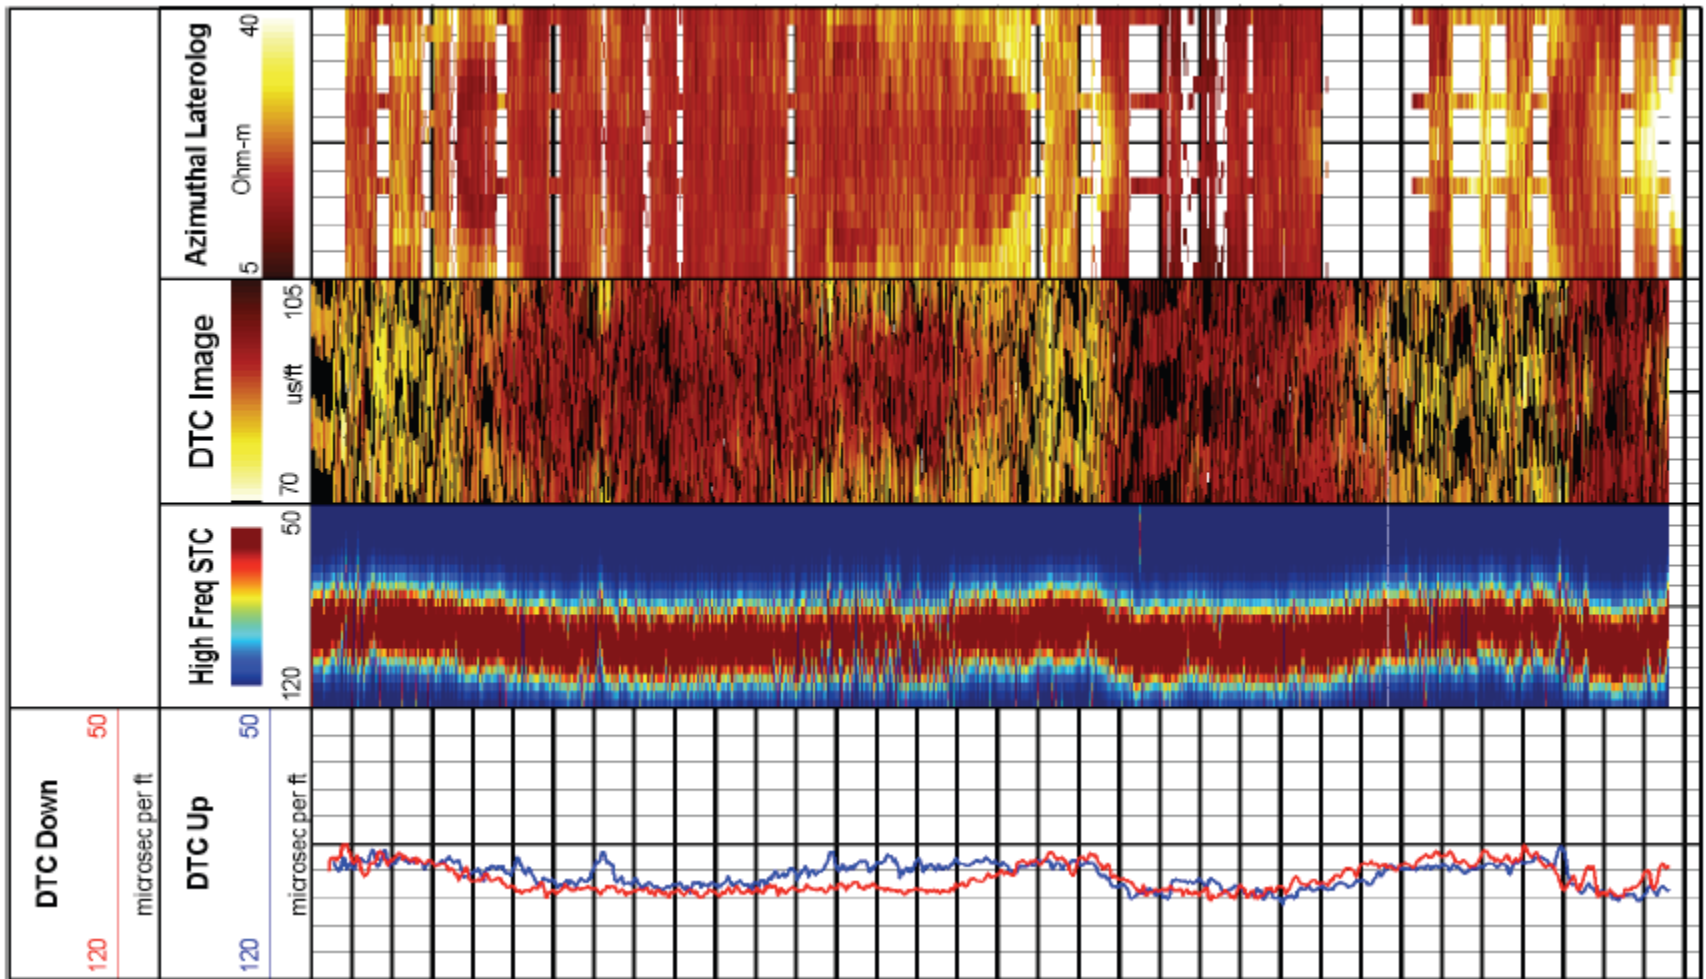 Azimuthal Laterolog
5 Ohm-m 40
DTC Image
70 us/ft 105
High Freq STC
120 50
DTC Down
120 50
microsec per ft
DTC Up
120 50
microsec per ft